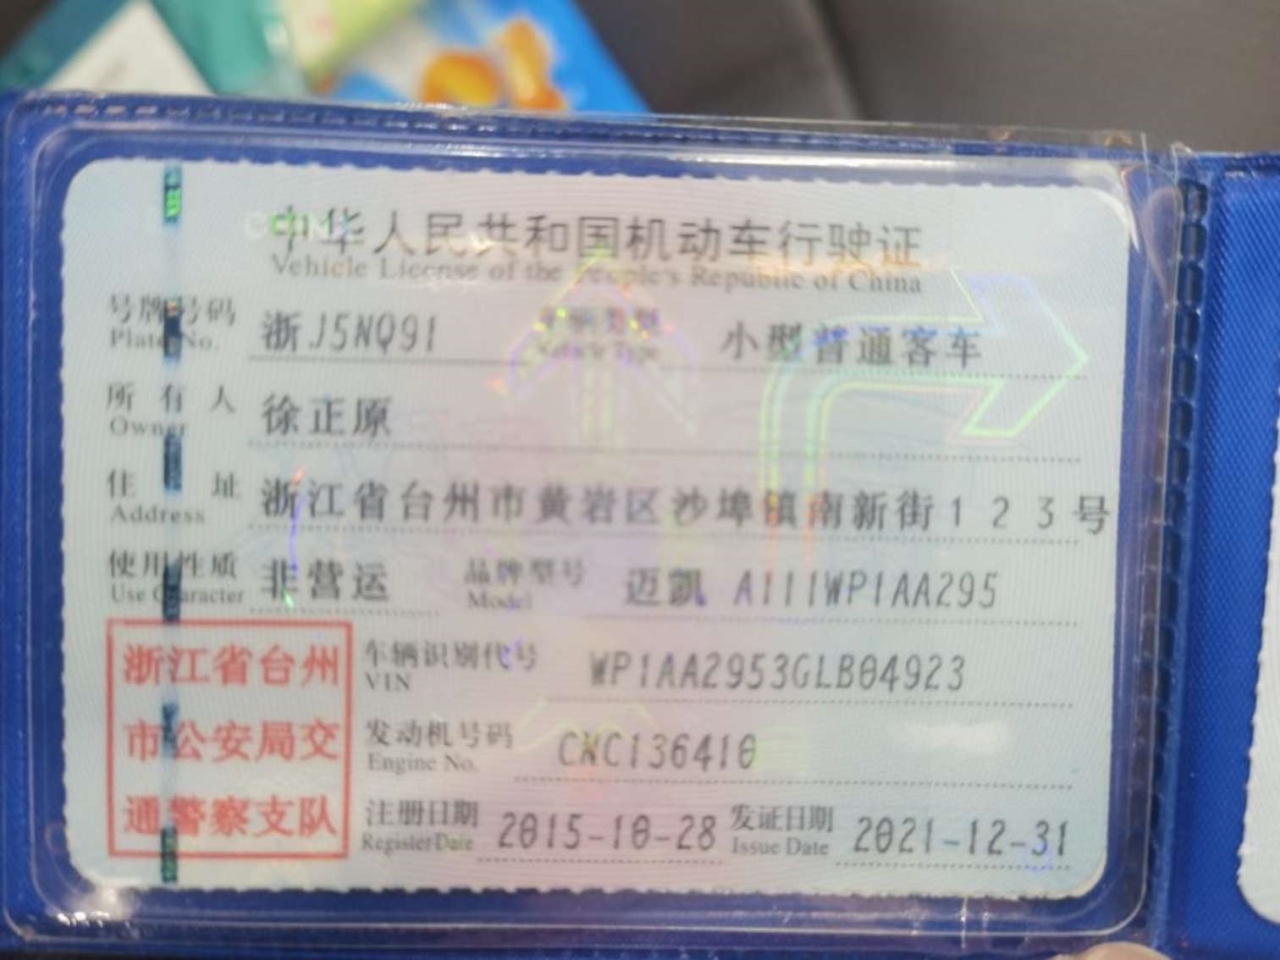 中华人民共和国机动车行驶证
Vehicle License of the People's Republic of China
号牌号码 浙J5NQ91 车辆类型 小型普通客车
Plate No. Vehicle Type
所有人 徐正原
Owner
住址 浙江省台州市黄岩区沙埠镇南新街123号
Address
使用性质 非营运 品牌型号 迈凯 A111WP1AA295
Use Character Model
浙江省台州
市公安局交
通警察支队
车辆识别代号 WP1AA2953GLB04923
VIN
发动机号码 CNC136410
Engine No.
注册日期 2015-10-28 发证日期 2021-12-31
Register Date Issue Date